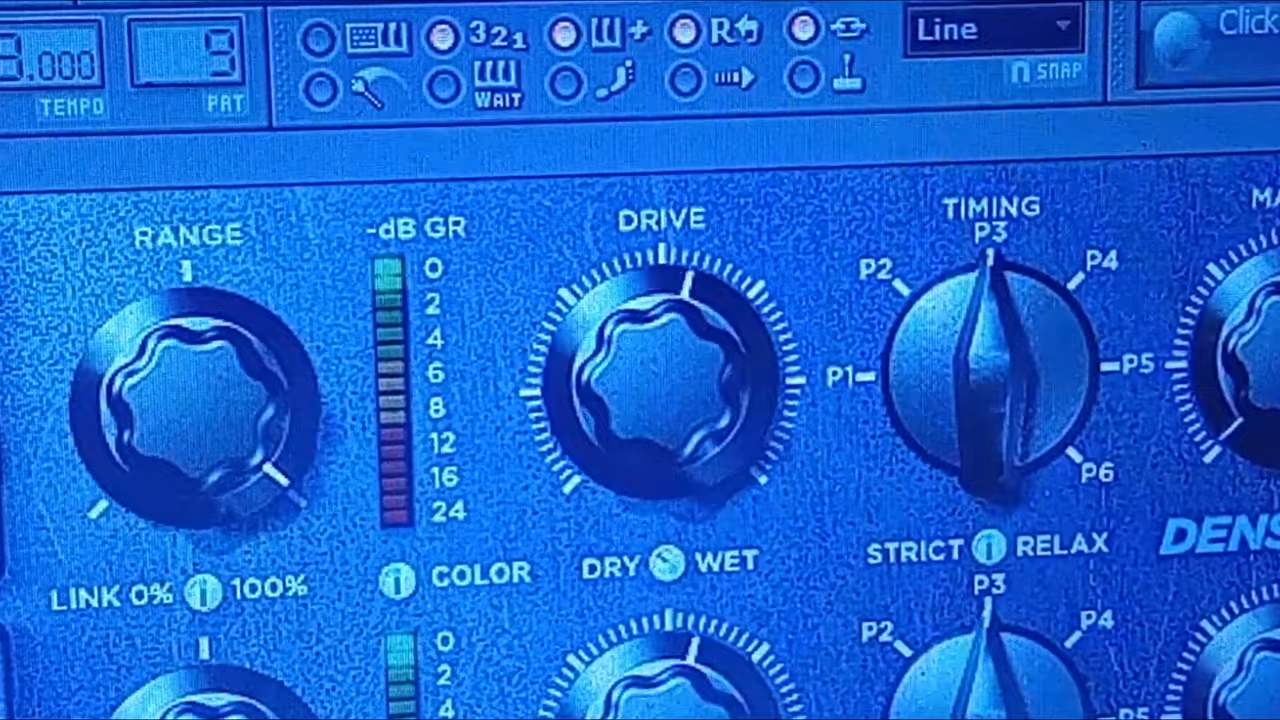 .000
TEMPO
9
PAT
321
WAIT
R
Line
SNAP
Click
RANGE
-dB GR
0
2
4
6
8
12
16
24
DRIVE
TIMING
P3
P2
P4
P1
P5
P6
LINK 0% 100%
COLOR
DRY WET
STRICT RELAX
0
2
4
P3
P2
P4
P5